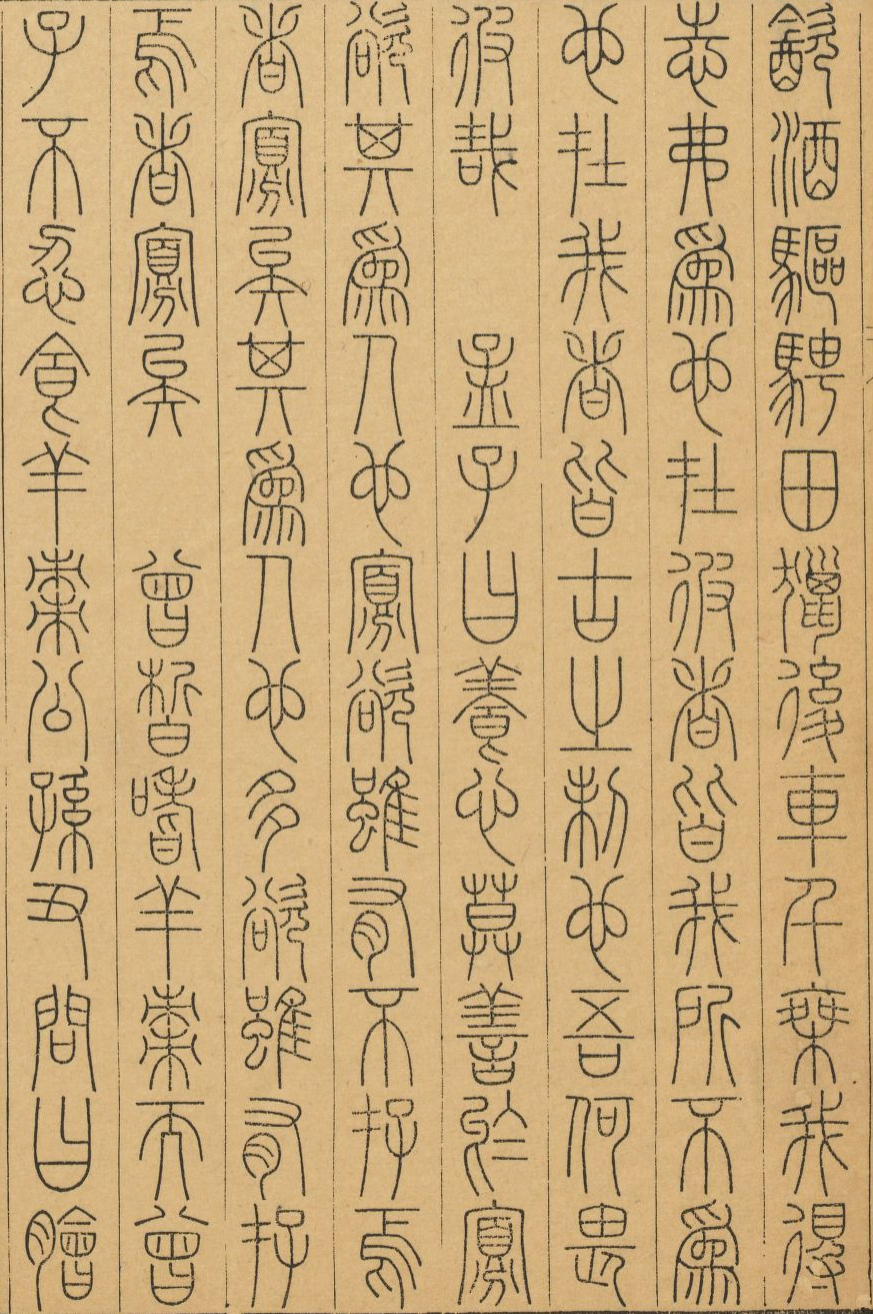 飲酒驅騁田獵後車千乘我得
志弗為也在彼者皆我所不為
也在我者皆古之制也吾何畏
彼哉 孟子曰養心莫善於寡
欲其為人也寡欲雖有不存焉
者寡矣其為人也多欲雖有存
焉者寡矣 曾晳嗜羊棗而曾
子不忍食羊棗公孫丑問曰膾